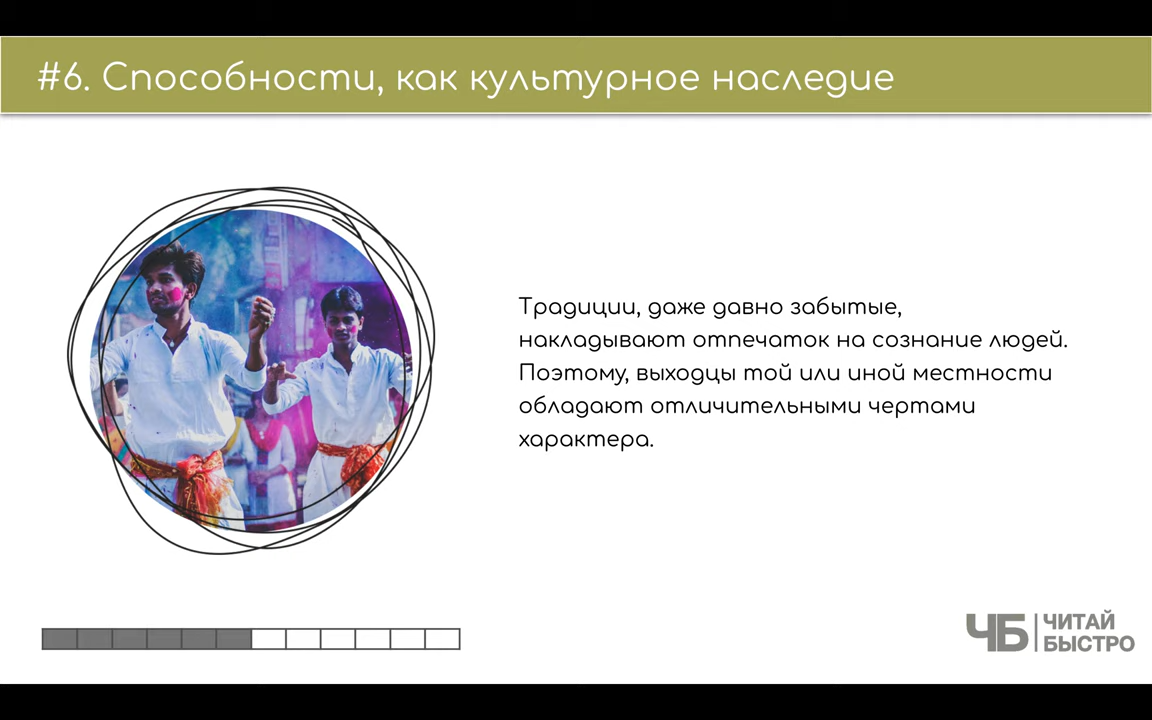 #6. Способности, как культурное наследие
Традиции, даже давно забытые,
накладывают отпечаток на сознание людей.
Поэтому, выходцы той или иной местности
обладают отличительными чертами
характера.
ЧБ
ЧИТАЙ
БЫСТРО